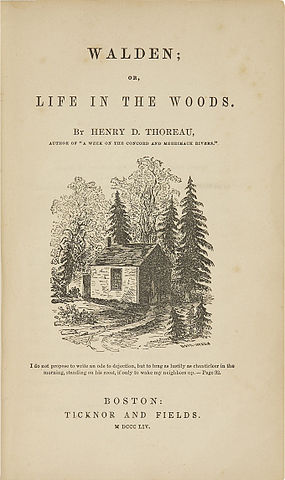 WALDEN;
OR,
LIFE IN THE WOODS.
BY HENRY D. THOREAU,
AUTHOR OF "A WEEK ON THE CONCORD AND MERRIMACK RIVERS."
I do not propose to write an ode to dejection, but to brag as lustily as chanticleer in the
morning, standing on his roost, if only to wake my neighbors up. — Page 92.
BOSTON:
TICKNOR AND FIELDS.
M DCCC LIV.